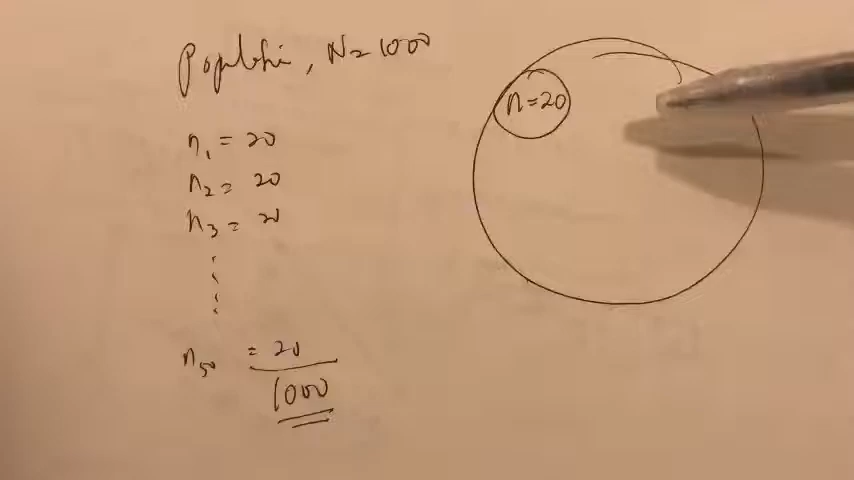 Population, N = 1000
n = 20
n₁ = 20
n₂ = 20
n₃ = 20
n₅₀ = 20
1000